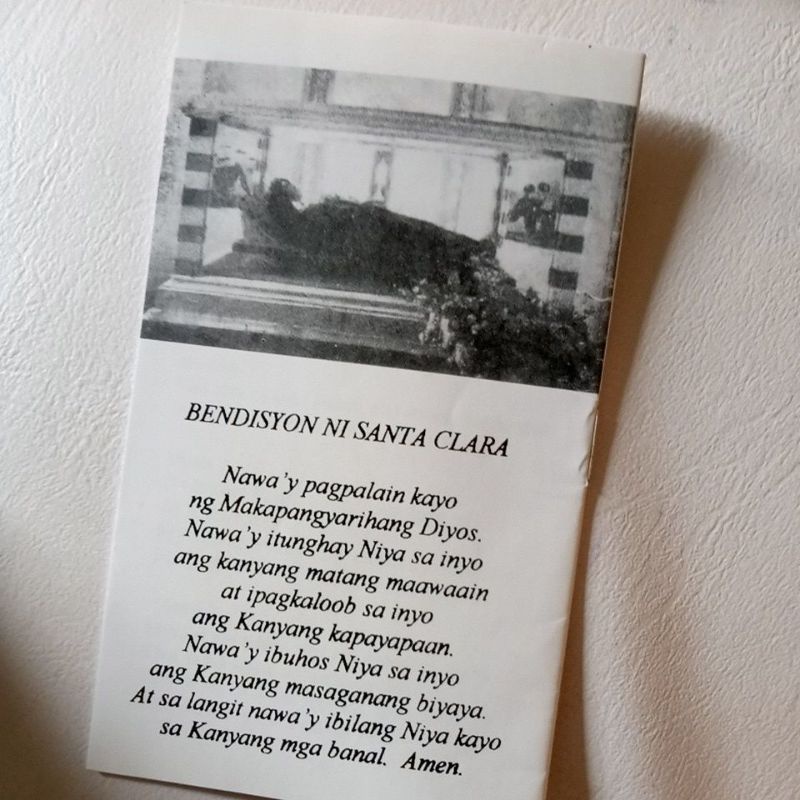 BENDISYON NI SANTA CLARA
Nawa'y pagpalain kayo
ng Makapangyarihang Diyos.
Nawa'y itunghay Niya sa inyo
ang kanyang matang maawaain
at ipagkaloob sa inyo
ang Kanyang kapayapaan.
Nawa'y ibuhos Niya sa inyo
ang Kanyang masaganang biyaya.
At sa langit nawa'y ibilang Niya kayo
sa Kanyang mga banal. Amen.